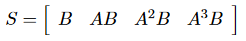 S = [ B AB A²B A³B ]